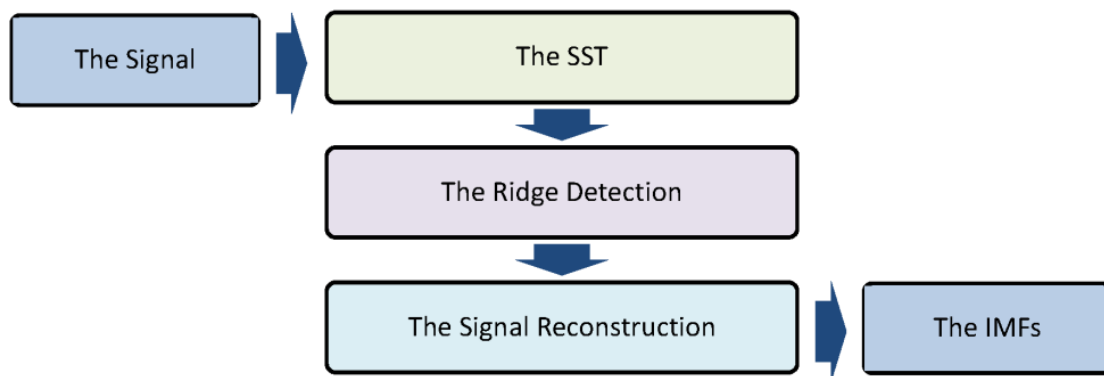 The Signal
The SST
The Ridge Detection
The Signal Reconstruction
The IMFs